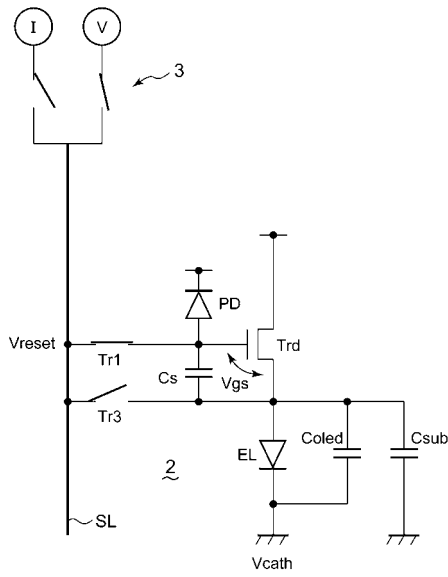 I V
3
PD
Vreset
Trd
Tr1
Cs
Vgs
Tr3
EL
Coled
Csub
2
SL
Vcath